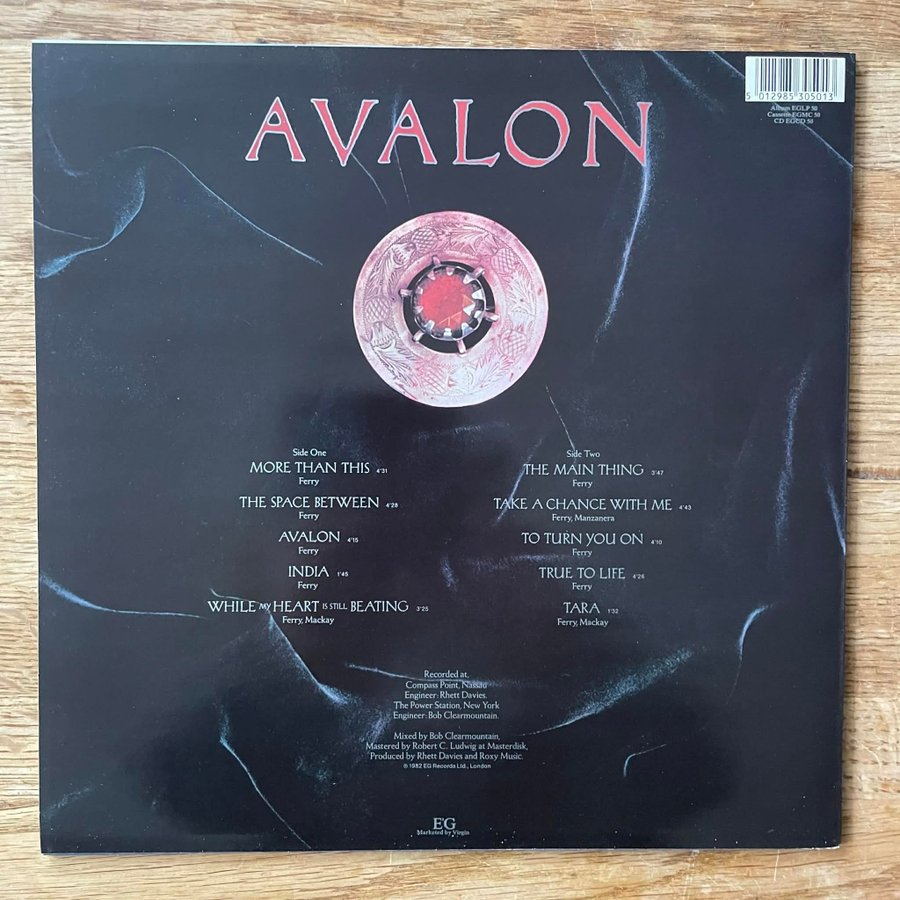 5 012985 305013
Album EGLP 50
Cassette EGMC 50
CD EGCD 50
AVALON
Side One
MORE THAN THIS 4'31
Ferry
THE SPACE BETWEEN 4'28
Ferry
AVALON 4'15
Ferry
INDIA 1'45
Ferry
WHILE MY HEART IS STILL BEATING 3'25
Ferry, Mackay
Side Two
THE MAIN THING 3'47
Ferry
TAKE A CHANCE WITH ME 4'43
Ferry, Manzanera
TO TURN YOU ON 4'10
Ferry
TRUE TO LIFE 4'26
Ferry
TARA 1'32
Ferry, Mackay
Recorded at,
Compass Point, Nassau
Engineer: Rhett Davies.
The Power Station, New York
Engineer: Bob Clearmountain.
Mixed by Bob Clearmountain,
Mastered by Robert C. Ludwig at Masterdisk,
Produced by Rhett Davies and Roxy Music.
℗ 1982 EG Records Ltd., London
EG
Marketed by Virgin